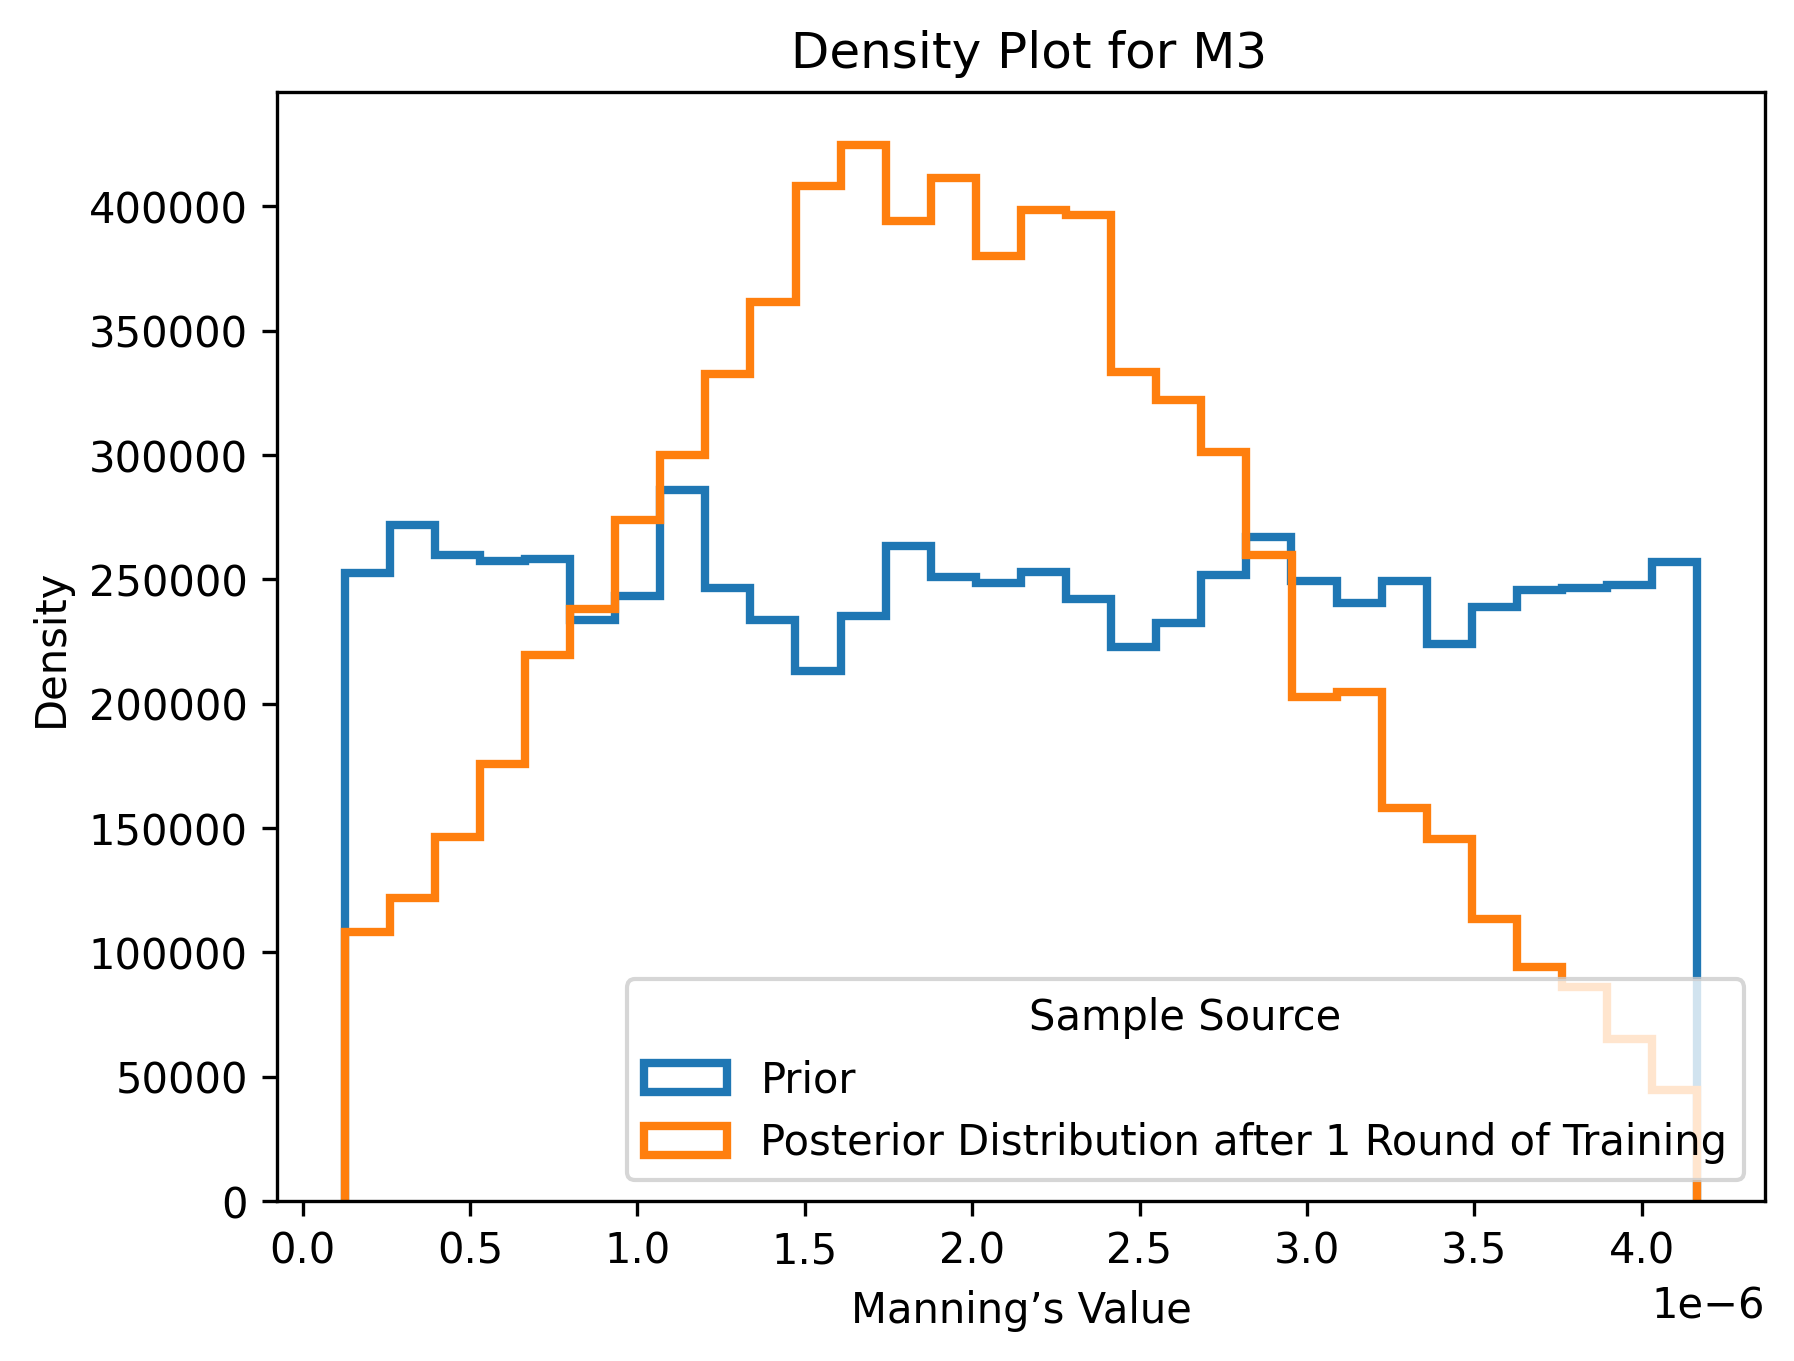 Density Plot for M3
Density
400000
350000
300000
250000
200000
150000
100000
50000
0
0.0 0.5 1.0 1.5 2.0 2.5 3.0 3.5 4.0
1e−6
Manning’s Value
Sample Source
Prior
Posterior Distribution after 1 Round of Training